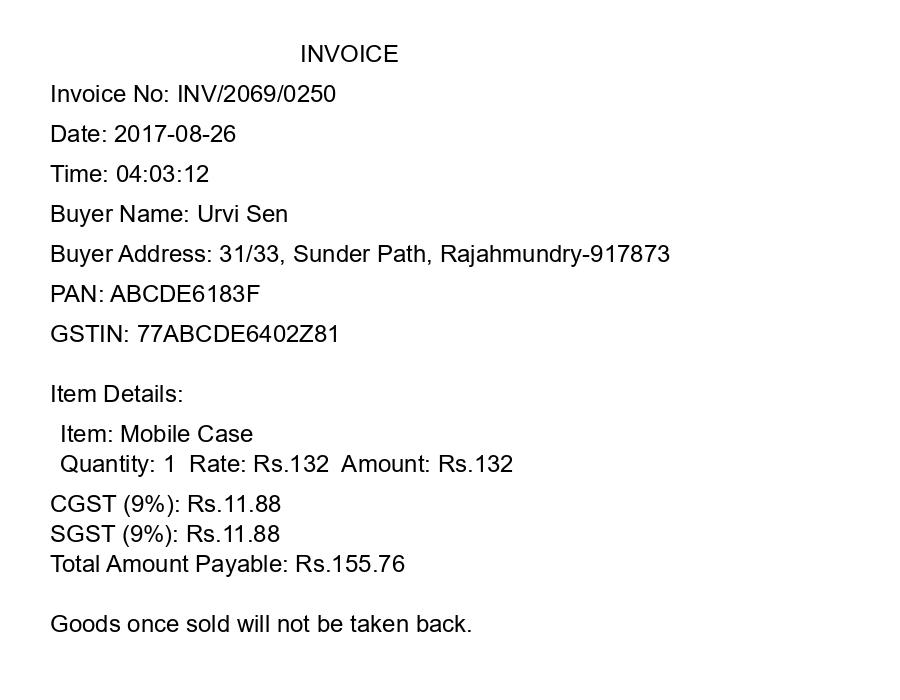 INVOICE
Invoice No: INV/2069/0250
Date: 2017-08-26
Time: 04:03:12
Buyer Name: Urvi Sen
Buyer Address: 31/33, Sunder Path, Rajahmundry-917873
PAN: ABCDE6183F
GSTIN: 77ABCDE6402Z81
Item Details:
Item: Mobile Case
Quantity: 1 Rate: Rs.132 Amount: Rs.132
CGST (9%): Rs.11.88
SGST (9%): Rs.11.88
Total Amount Payable: Rs.155.76
Goods once sold will not be taken back.